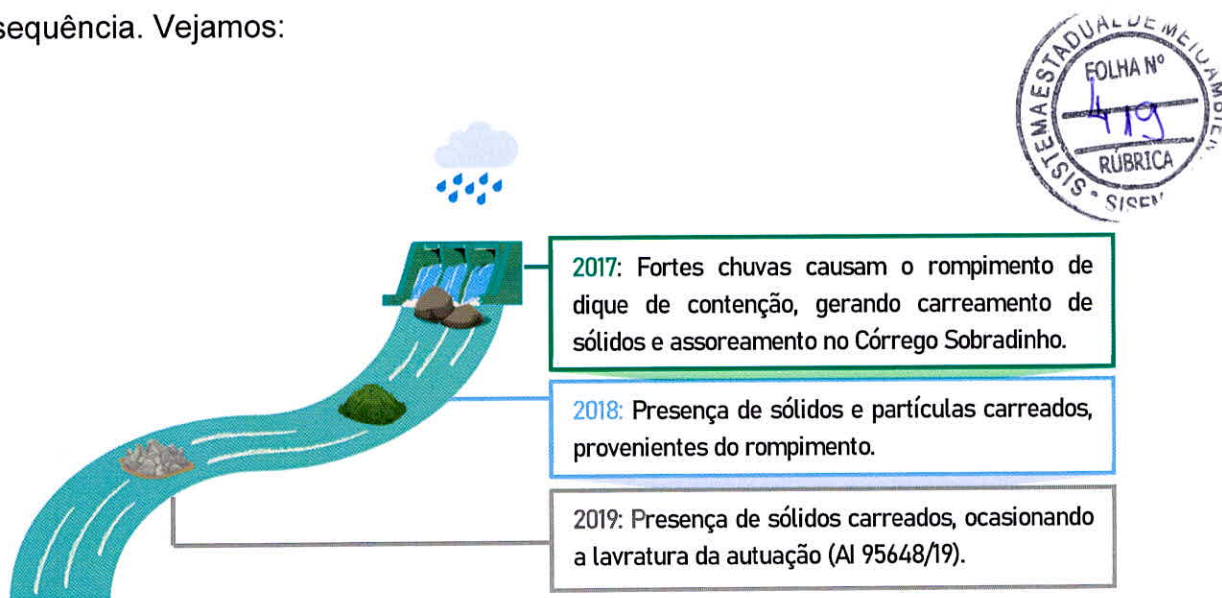 sequência. Vejamos:
SISTEMA ESTADUAL DE MEIO AMBIEN
FOLHA Nº
419
RÚBRICA
2017: Fortes chuvas causam o rompimento de
dique de contenção, gerando carreamento de
sólidos e assoreamento no Córrego Sobradinho.
2018: Presença de sólidos e partículas carreados,
provenientes do rompimento.
2019: Presença de sólidos carreados, ocasionando
a lavratura da autuação (AI 95648/19).